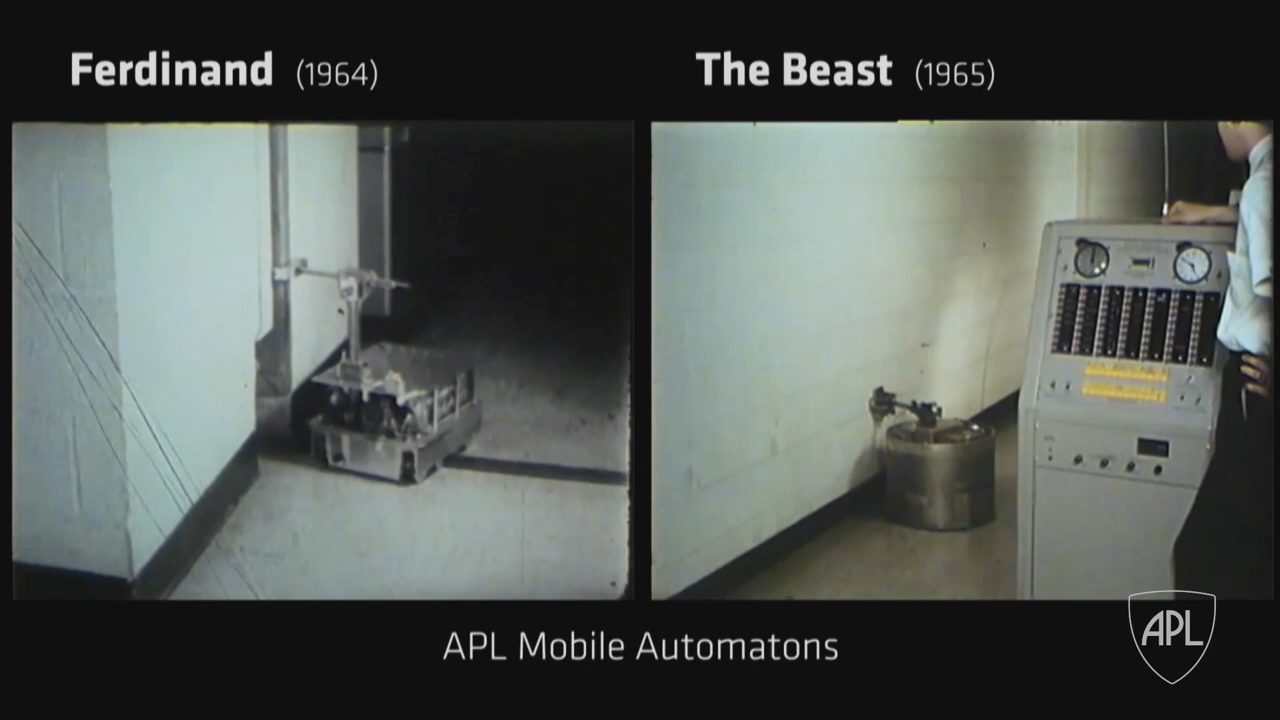 Ferdinand (1964)
The Beast (1965)
APL Mobile Automatons
APL